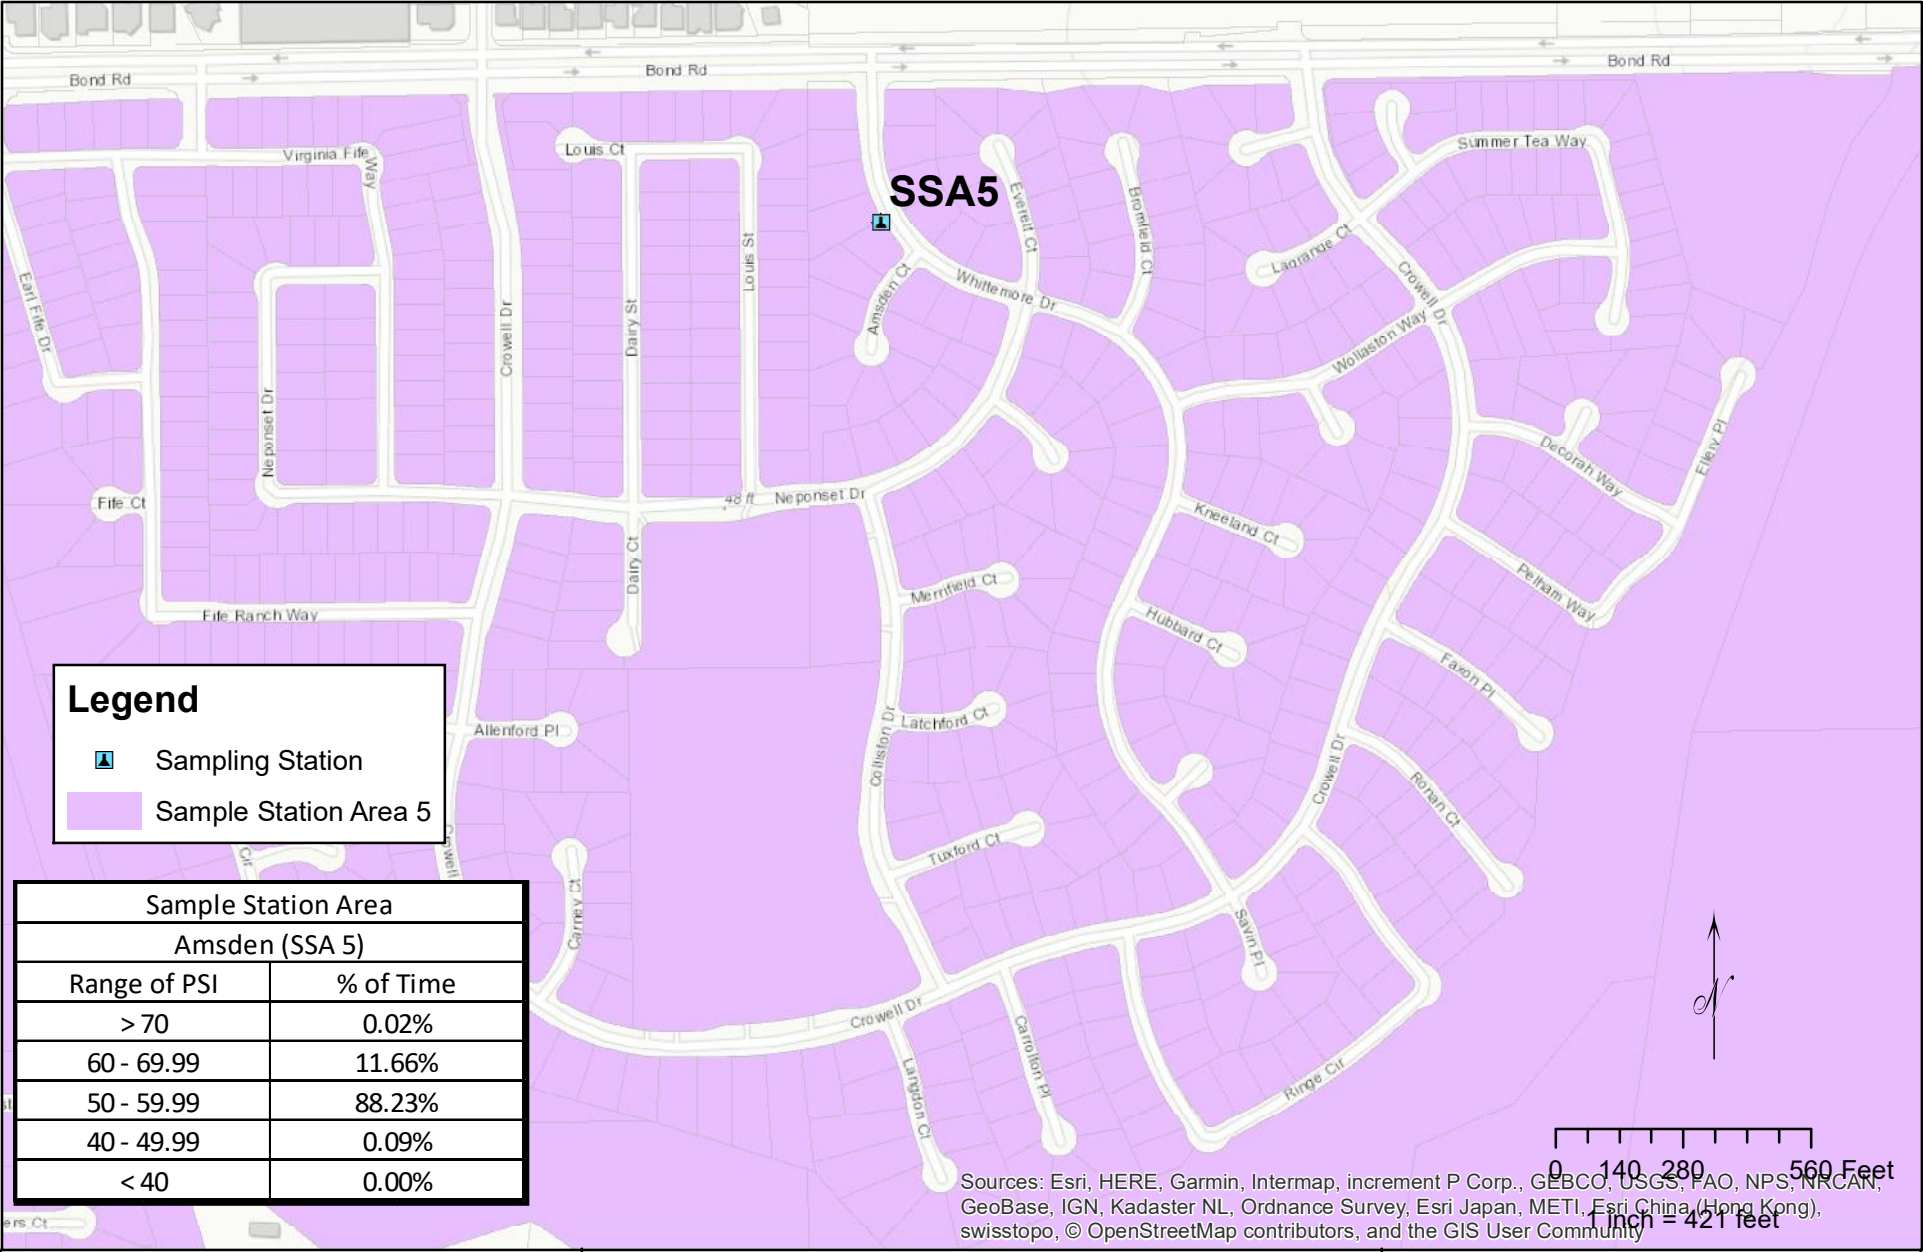 Bond Rd
Bond Rd
Bond Rd
Virginia Fife
Way
Louis Ct
Summer Tea Way
SSA5
Everett Ct
Bromfield Ct
Lagrange Ct
Crowell Dr
Earl Fife Dr
Louis St
Amsden Ct
Whittemore Dr
Crowell Dr
Dairy St
Wollaston Way
Neponset Dr
Ellery Pl
Decorah Way
Fife Ct
48 ft
Neponset Dr
Kneeland Ct
Dairy Ct
Merrifield Ct
Pelham Way
Fife Ranch Way
Hubbard Ct
Faxon Pl
Legend
Sampling Station
Sample Station Area 5
Allenford Pl
Latchford Ct
Colliston Dr
Crowell Dr
Ronan Ct
Cir
Crowell
Tuxford Ct
Carney Ct
Savin Pl
Sample Station Area
Amsden (SSA 5)
Range of PSI % of Time
> 70 0.02%
60 - 69.99 11.66%
50 - 59.99 88.23%
40 - 49.99 0.09%
< 40 0.00%
Crowell Dr
Carrolton Pl
Langdon Ct
Ringe Cir
N
ers Ct
0 140 280 560 Feet
Sources: Esri, HERE, Garmin, Intermap, increment P Corp., GEBCO, USGS, FAO, NPS, NRCAN,
GeoBase, IGN, Kadaster NL, Ordnance Survey, Esri Japan, METI, Esri China (Hong Kong),
swisstopo, © OpenStreetMap contributors, and the GIS User Community
1 inch = 421 feet